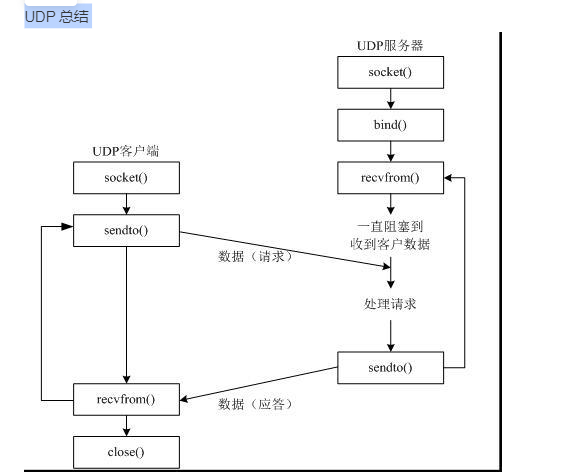 UDP 总结
UDP服务器
socket()
bind()
UDP客户端
socket()
recvfrom()
sendto()
一直阻塞到
收到客户数据
数据（请求）
处理请求
sendto()
recvfrom()
数据（应答）
close()